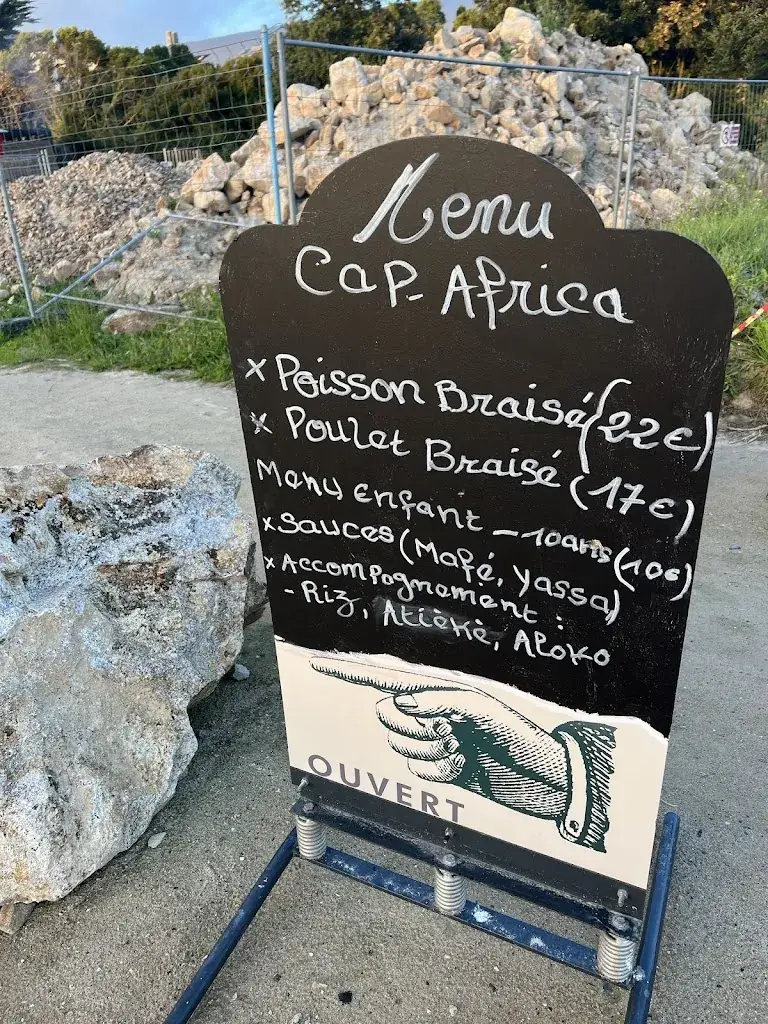 Menu
Cap-Africa
x Poisson Braisé (22€)
x Poulet Braisé (17€)
Menu enfant -10ans (10€)
x Sauces (Mafé, yassa)
x Accompagnement :
- Riz, Atiékè, Aloko
OUVERT